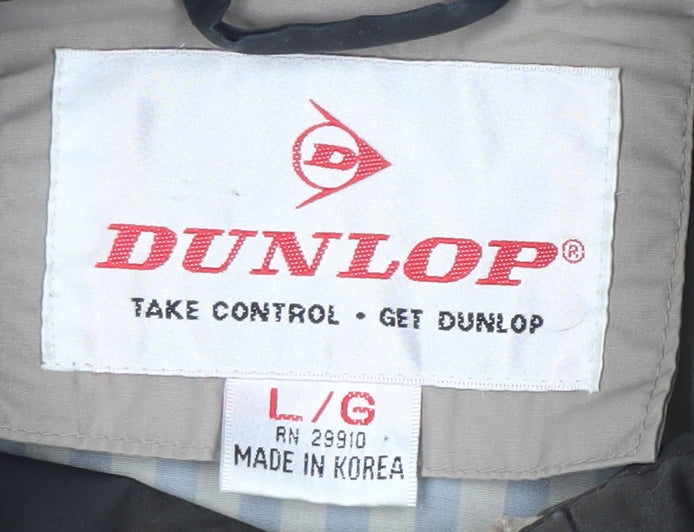 D
DUNLOP®
TAKE CONTROL • GET DUNLOP
L/G
RN 29910
MADE IN KOREA